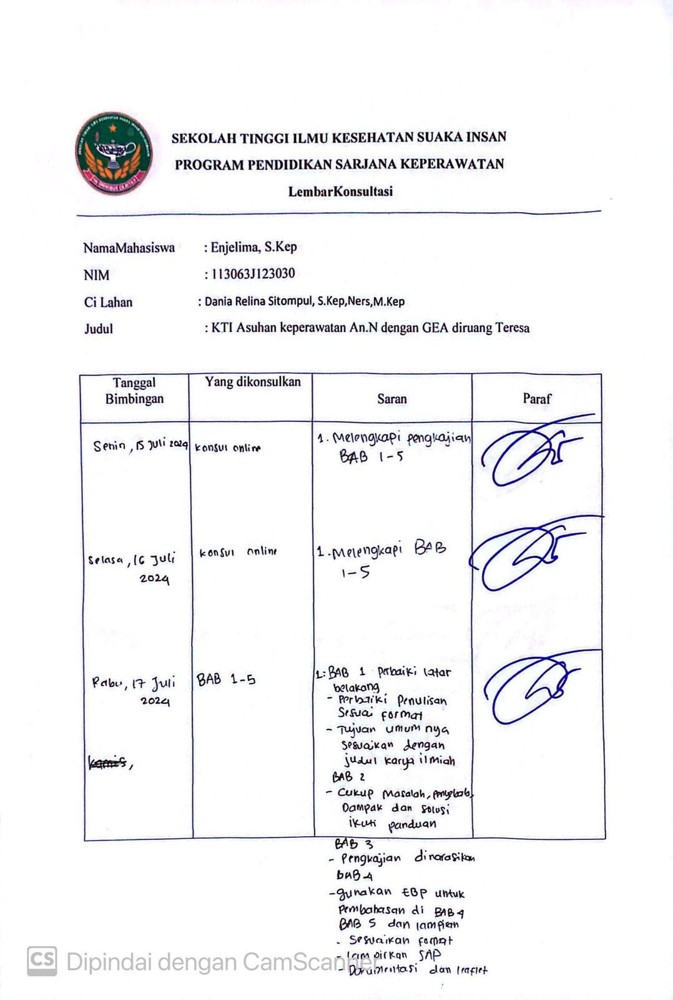 SEKOLAH TINGGI ILMU KESEHATAN SUAKA INSAN
PROGRAM PENDIDIKAN SARJANA KEPERAWATAN
LembarKonsultasi
NamaMahasiswa : Enjelima, S.Kep
NIM : 113063J123030
Ci Lahan : Dania Relina Sitompul, S.Kep,Ners,M.Kep
Judul : KTI Asuhan keperawatan An.N dengan GEA diruang Teresa
Tanggal Bimbingan
Yang dikonsulkan
Saran
Paraf
Senin, 15 Juli 2024
konsul online
1. Melengkapi pengkajian
BAB 1-5
Selasa, 16 Juli
2024
konsul online
1. Melengkapi BAB
1-5
Rabu, 17 Juli
2024
kamis,
BAB 1-5
1. BAB 1 perbaiki latar
belakang
- Perbaiki Penulisan
Sesuai format
- Tujuan umum nya
sesuaikan dengan
judul karya ilmiah
BAB 2
- Cukup Masalah, penyebab,
Dampak dan solusi
ikuti panduan
BAB 3
- Pengkajian dinarasikan
BAB 4
- gunakan EBP untuk
Pembahasan di BAB 4
BAB 5 dan lampiran
- Sesuaikan format
- lampirkan SAP
- Dokumentasi dan leaflet
CS Dipindai dengan CamScanner